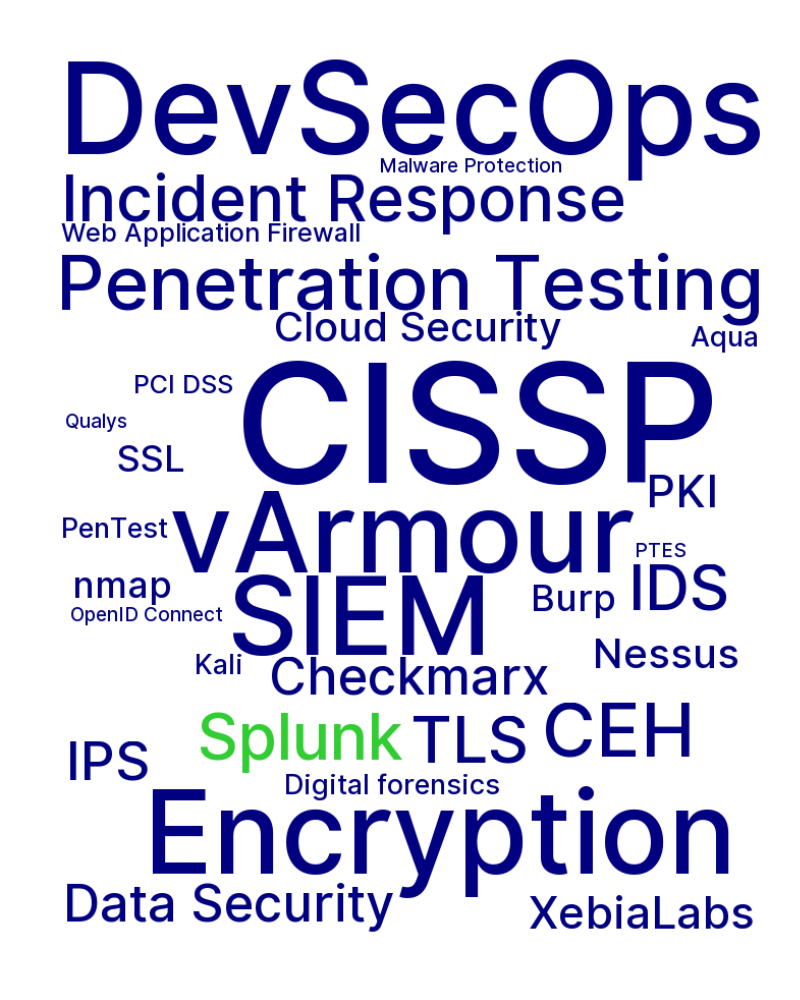 DevSecOps
Malware Protection
Incident Response
Web Application Firewall
Penetration Testing
Cloud Security
Aqua
PCI DSS
CISSP
Qualys
SSL
PKI
vArmour
PenTest
PTES
nmap
SIEM
Burp
IDS
OpenID Connect
Nessus
Kali
Checkmarx
Splunk
TLS
CEH
IPS
Digital forensics
Encryption
Data Security
XebiaLabs